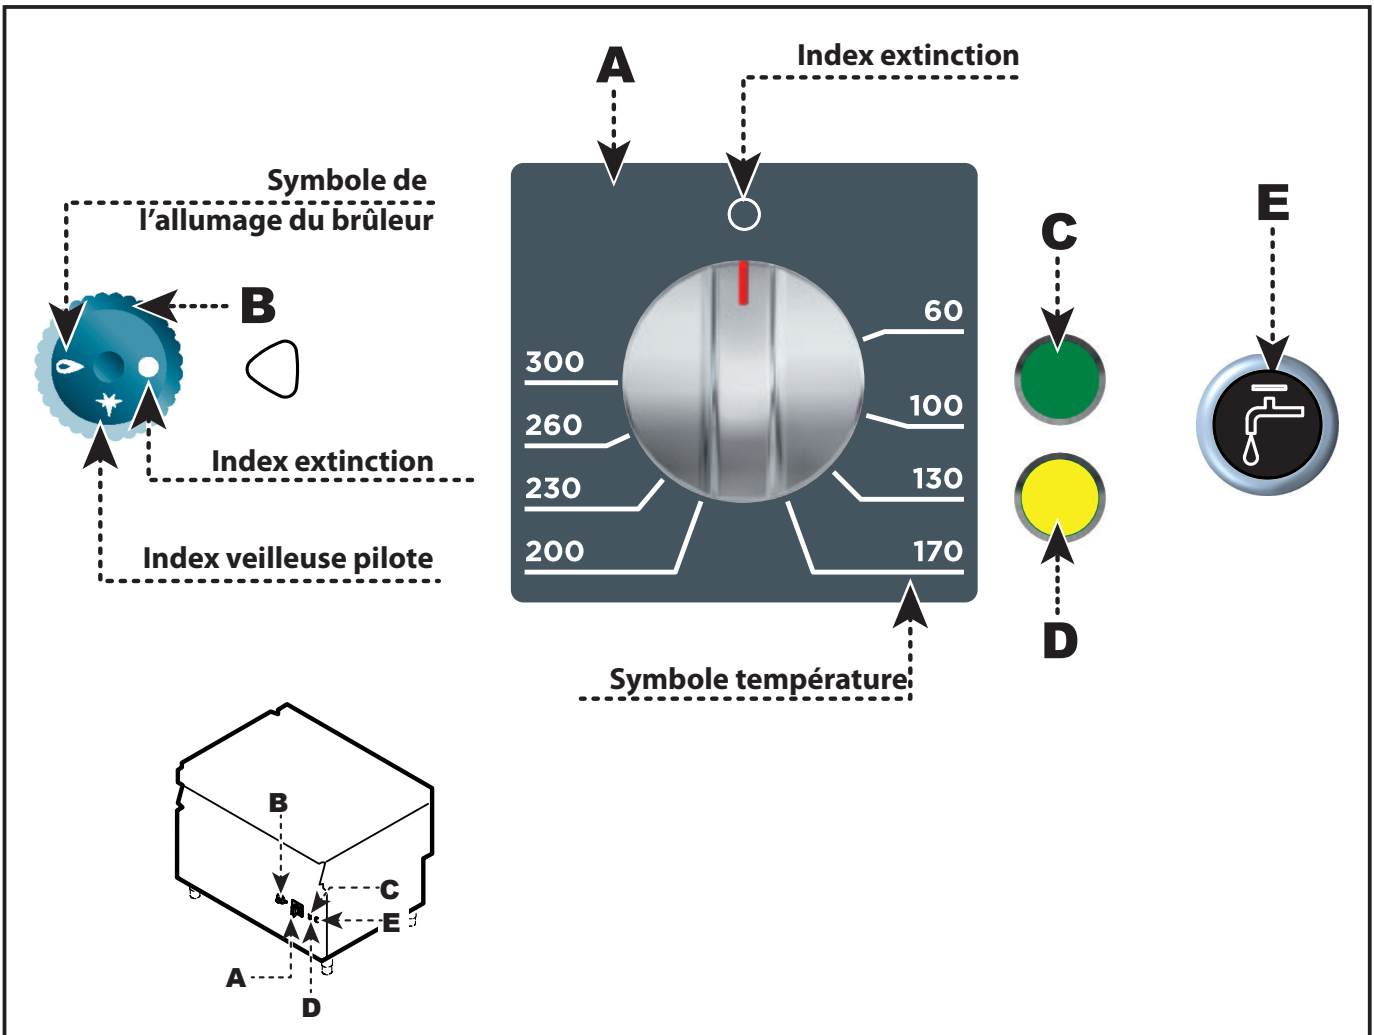 A
Index extinction
Symbole de
l'allumage du brûleur
B
Index extinction
Index veilleuse pilote
60
100
130
170
300
260
230
200
C
D
E
Symbole température
B
C
E
A
D